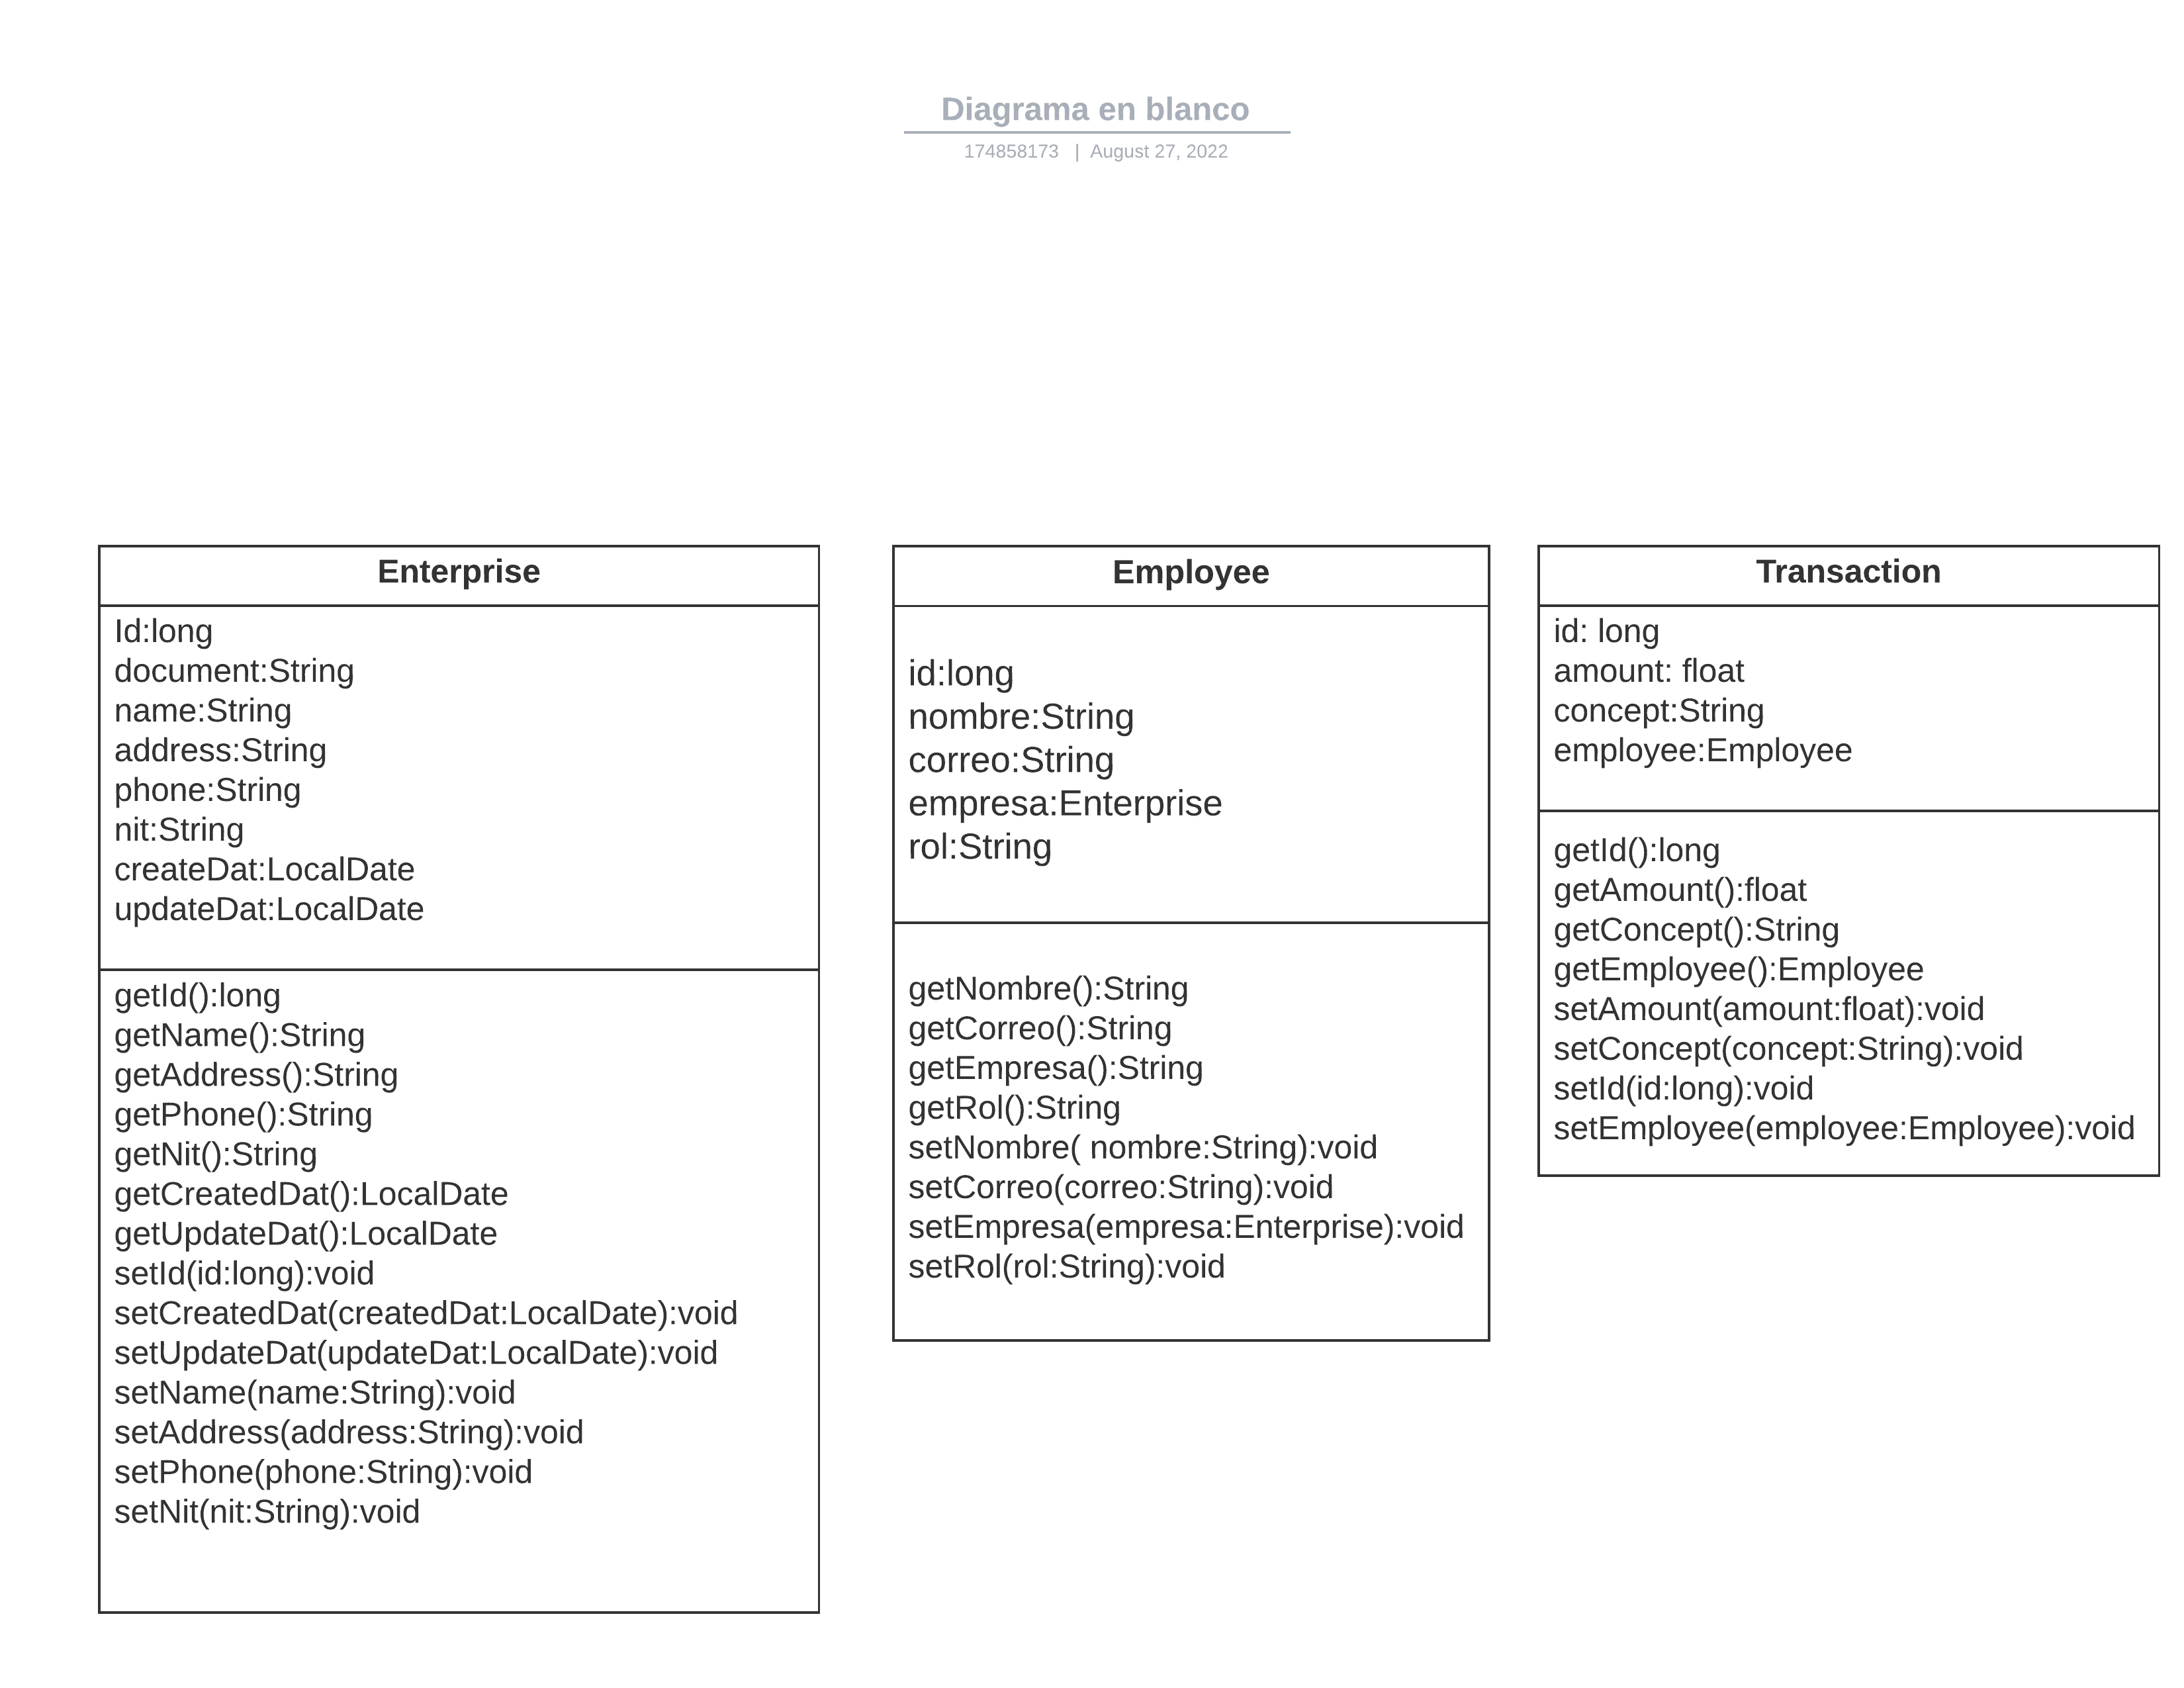 Diagrama en blanco
174858173 | August 27, 2022
Enterprise
Id:long
document:String
name:String
address:String
phone:String
nit:String
createDat:LocalDate
updateDat:LocalDate
getId():long
getName():String
getAddress():String
getPhone():String
getNit():String
getCreatedDat():LocalDate
getUpdateDat():LocalDate
setId(id:long):void
setCreatedDat(createdDat:LocalDate):void
setUpdateDat(updateDat:LocalDate):void
setName(name:String):void
setAddress(address:String):void
setPhone(phone:String):void
setNit(nit:String):void
Employee
id:long
nombre:String
correo:String
empresa:Enterprise
rol:String
getNombre():String
getCorreo():String
getEmpresa():String
getRol():String
setNombre( nombre:String):void
setCorreo(correo:String):void
setEmpresa(empresa:Enterprise):void
setRol(rol:String):void
Transaction
id: long
amount: float
concept:String
employee:Employee
getId():long
getAmount():float
getConcept():String
getEmployee():Employee
setAmount(amount:float):void
setConcept(concept:String):void
setId(id:long):void
setEmployee(employee:Employee):void